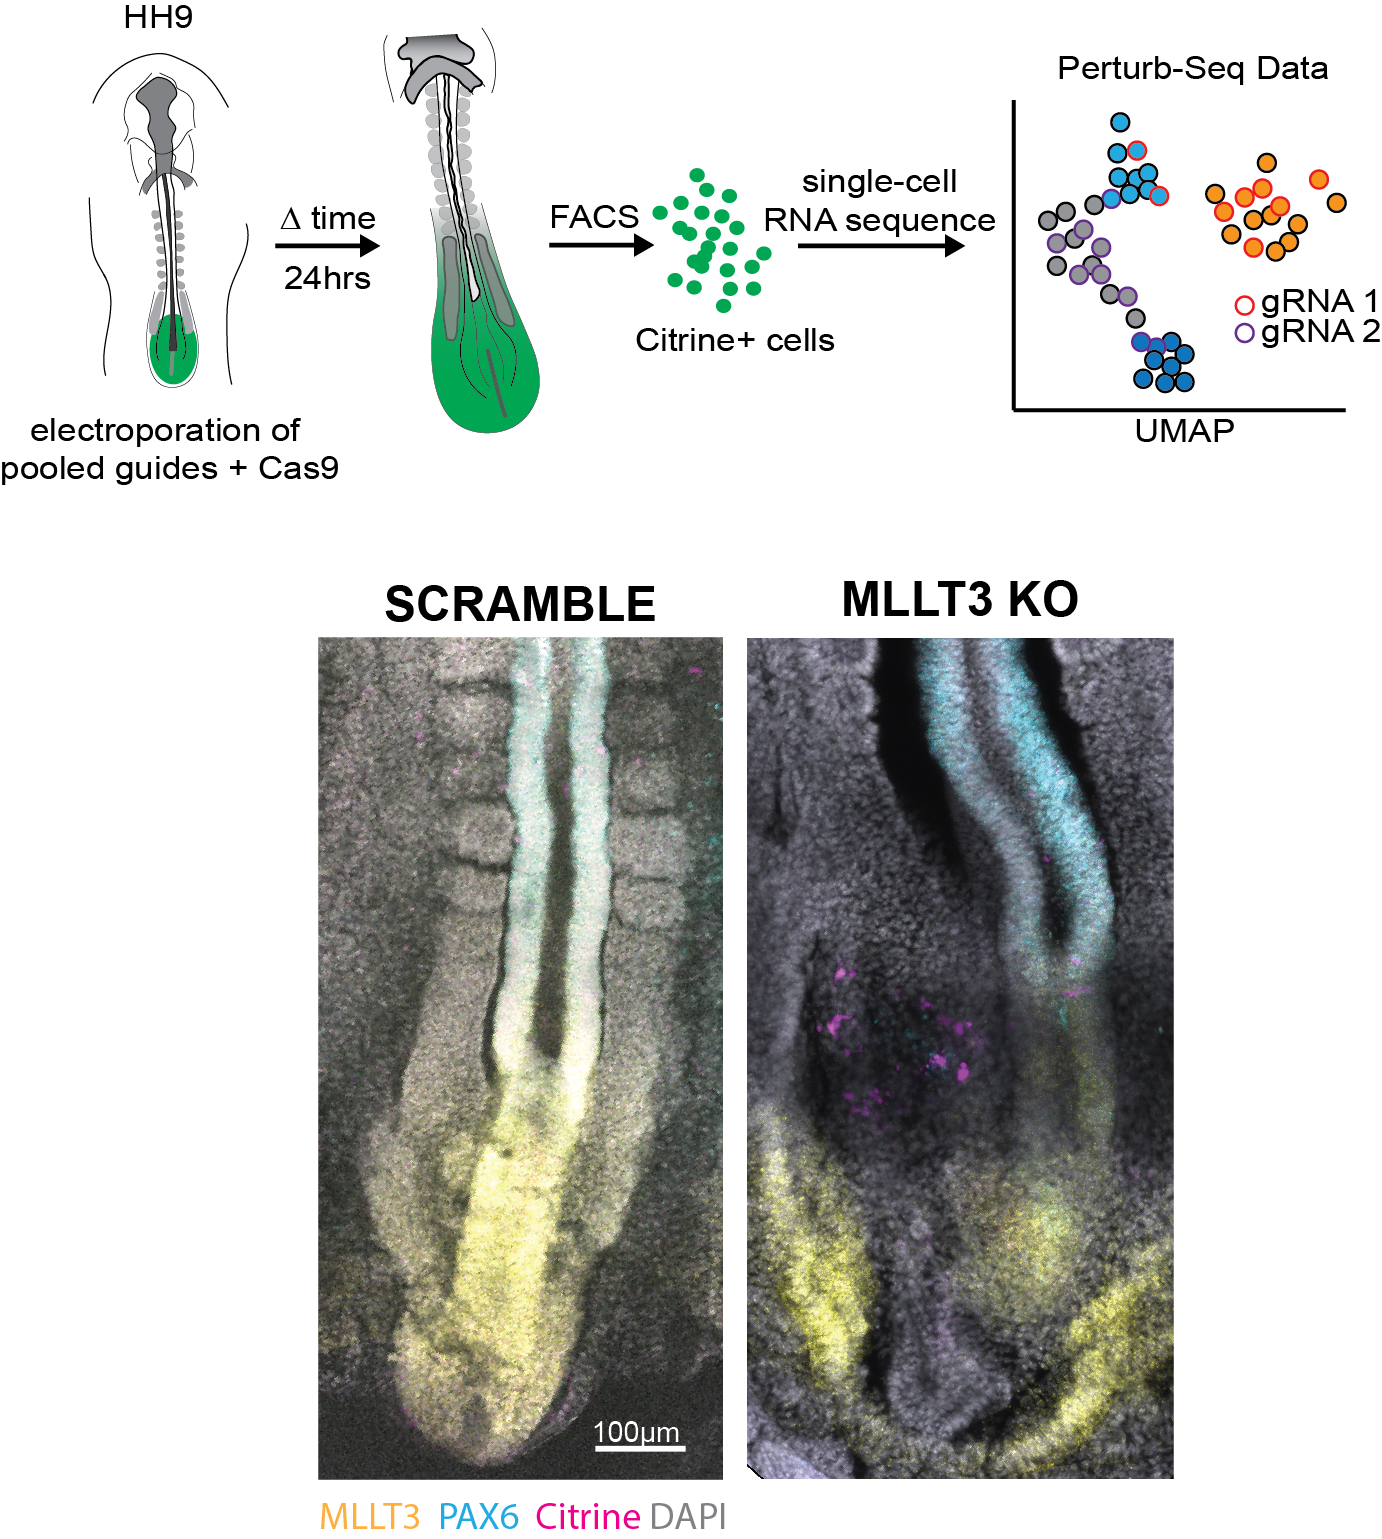 HH9
Δ time
24hrs
electroporation of
pooled guides + Cas9
FACS
Citrine+ cells
single-cell
RNA sequence
Perturb-Seq Data
gRNA 1
gRNA 2
UMAP
SCRAMBLE
MLLT3 KO
100µm
MLLT3 PAX6 Citrine DAPI